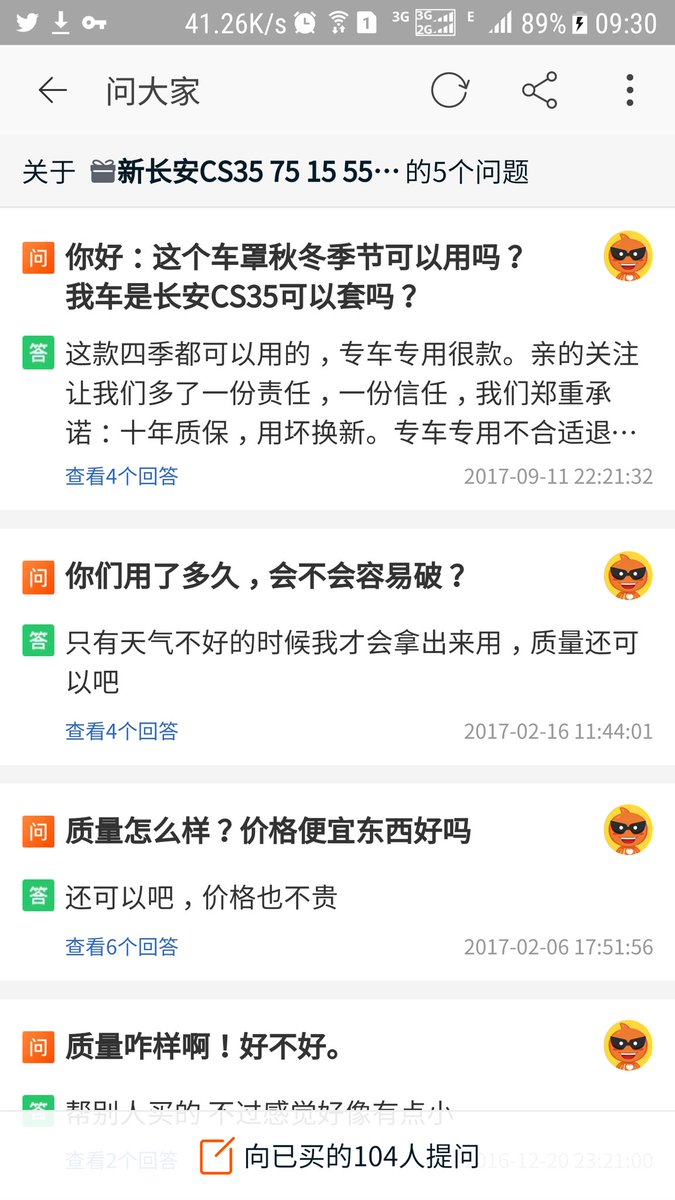 41.26K/s 1 3G 3G 2G E 89% 09:30
问大家
关于 新长安CS35 75 15 55… 的5个问题
问 你好：这个车罩秋冬季节可以用吗？
我车是长安CS35可以套吗？
答 这款四季都可以用的，专车专用很款。亲的关注
让我们多了一份责任，一份信任，我们郑重承
诺：十年质保，用坏换新。专车专用不合适退…
查看4个回答 2017-09-11 22:21:32
问 你们用了多久，会不会容易破？
答 只有天气不好的时候我才会拿出来用，质量还可
以吧
查看4个回答 2017-02-16 11:44:01
问 质量怎么样？价格便宜东西好吗
答 还可以吧，价格也不贵
查看6个回答 2017-02-06 17:51:56
问 质量咋样啊！好不好。
答 帮别人买的 不过感觉好像有点小
查看2个回答 2016-12-20 23:21:00
向已买的104人提问